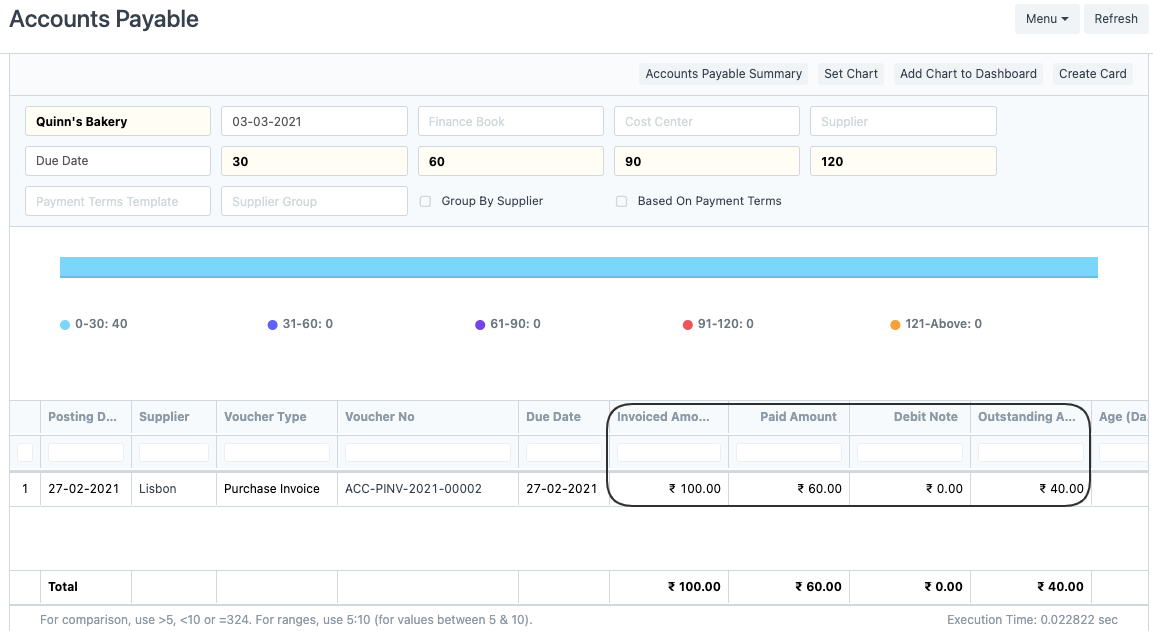 Accounts Payable
Menu
Refresh
Accounts Payable Summary
Set Chart
Add Chart to Dashboard
Create Card
Quinn's Bakery
03-03-2021
Finance Book
Cost Center
Supplier
Due Date
30
60
90
120
Payment Terms Template
Supplier Group
Group By Supplier
Based On Payment Terms
0-30: 40
31-60: 0
61-90: 0
91-120: 0
121-Above: 0
Posting D... Supplier Voucher Type Voucher No Due Date Invoiced Amo... Paid Amount Debit Note Outstanding A... Age (Da
1 27-02-2021 Lisbon Purchase Invoice ACC-PINV-2021-00002 27-02-2021 ₹ 100.00 ₹ 60.00 ₹ 0.00 ₹ 40.00
Total ₹ 100.00 ₹ 60.00 ₹ 0.00 ₹ 40.00
For comparison, use >5, <10 or =324. For ranges, use 5:10 (for values between 5 & 10).
Execution Time: 0.022822 sec